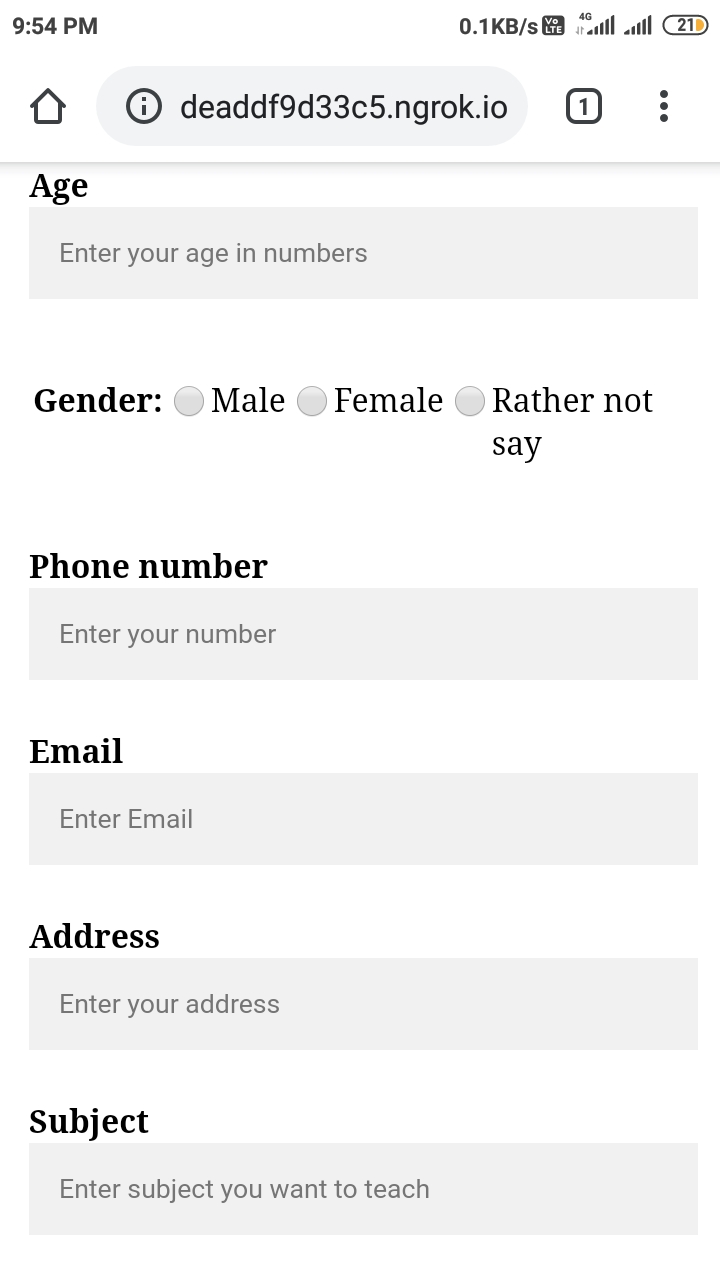 9:54 PM 0.1KB/s Vo LTE 4G 21
deaddf9d33c5.ngrok.io 1
Age
Enter your age in numbers
Gender: Male Female Rather not
say
Phone number
Enter your number
Email
Enter Email
Address
Enter your address
Subject
Enter subject you want to teach